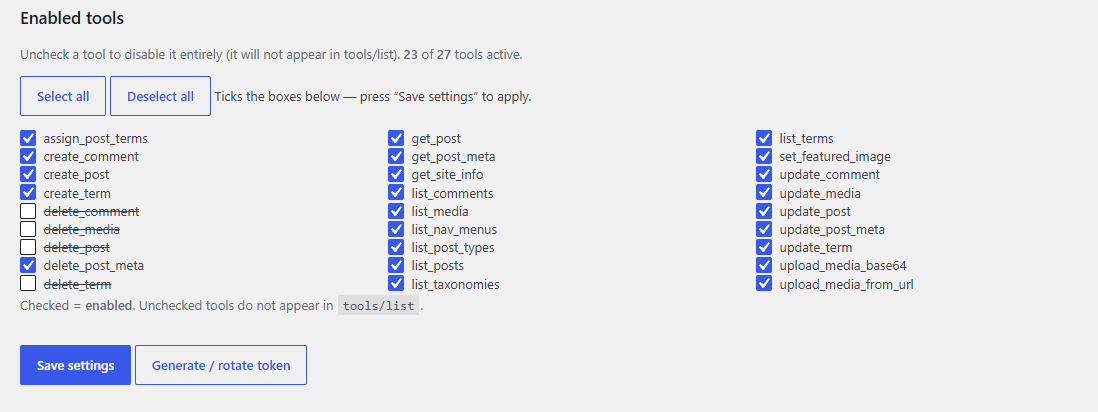 Enabled tools
Uncheck a tool to disable it entirely (it will not appear in tools/list). 23 of 27 tools active.
Select all Deselect all Ticks the boxes below — press “Save settings” to apply.
assign_post_terms
create_comment
create_post
create_term
delete_comment
delete_media
delete_post
delete_post_meta
delete_term
get_post
get_post_meta
get_site_info
list_comments
list_media
list_nav_menus
list_post_types
list_posts
list_taxonomies
list_terms
set_featured_image
update_comment
update_media
update_post
update_post_meta
update_term
upload_media_base64
upload_media_from_url
Checked = enabled. Unchecked tools do not appear in tools/list.
Save settings Generate / rotate token